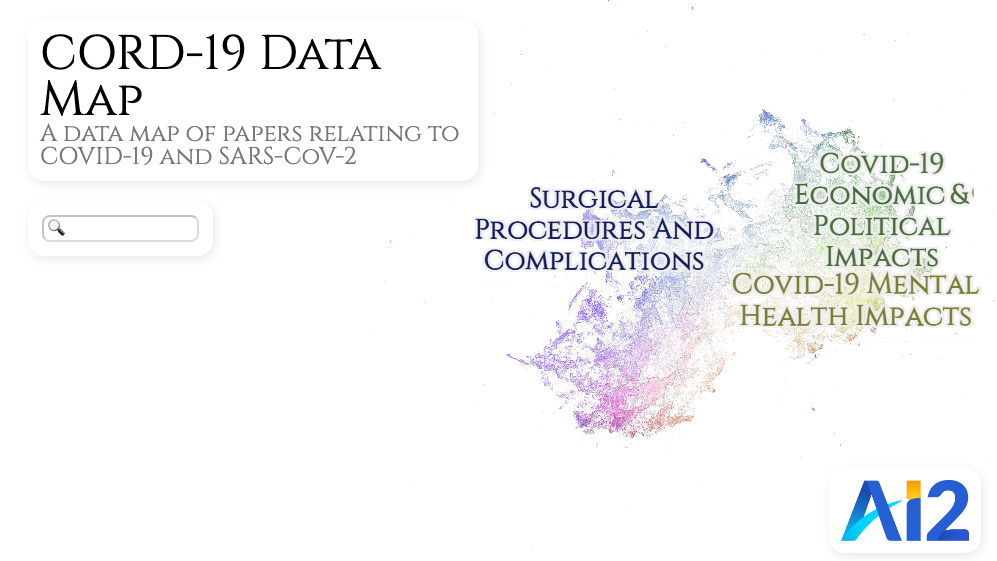 CORD-19 Data
Map
A data map of papers relating to
COVID-19 and SARS-CoV-2
Surgical
Procedures And
Complications
Covid-19
Economic &
Political
Impacts
Covid-19 Mental
Health Impacts
Ai2